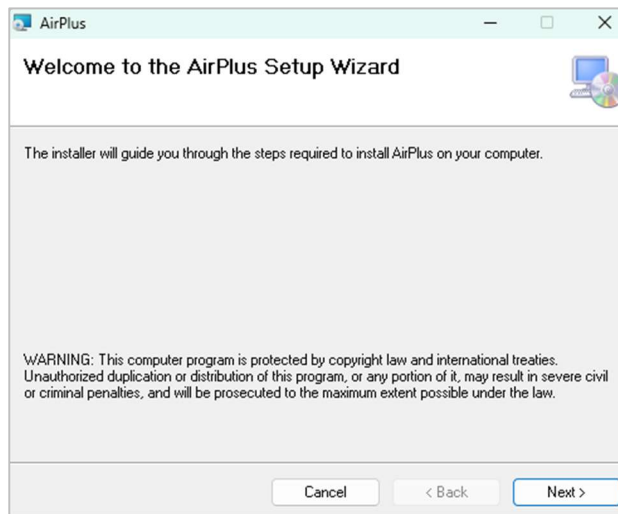 AirPlus
Welcome to the AirPlus Setup Wizard
The installer will guide you through the steps required to install AirPlus on your computer.
WARNING: This computer program is protected by copyright law and international treaties.
Unauthorized duplication or distribution of this program, or any portion of it, may result in severe civil
or criminal penalties, and will be prosecuted to the maximum extent possible under the law.
Cancel
< Back
Next >